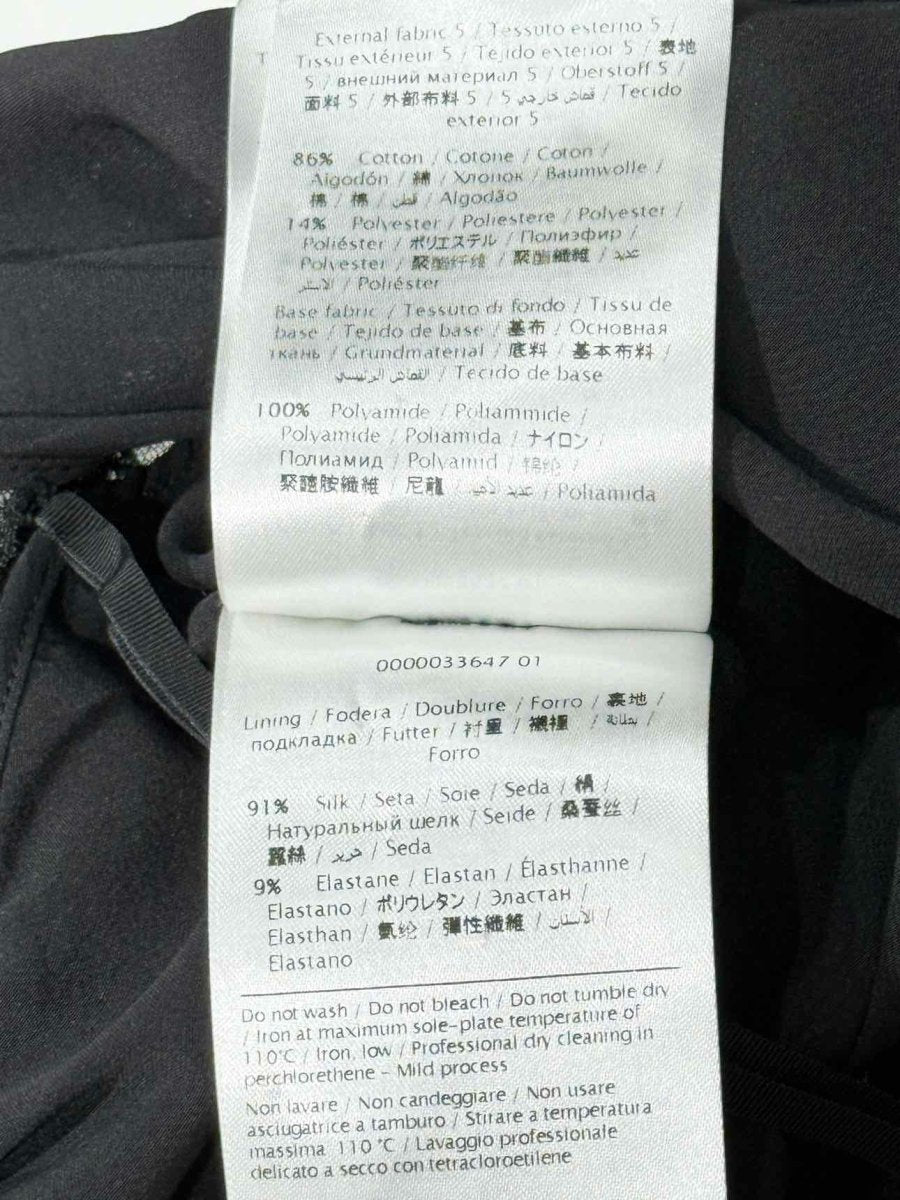 External fabric 5 / Tessuto esterno 5 /
Tissu extérieur 5 / Tejido exterior 5 / 表地
5 / внешний материал 5 / Oberstoff 5 /
面料 5 / 外部布料 5 / قماش خارجي 5 / Tecido
exterior 5
86% Cotton / Cotone / Coton /
Algodón / 綿 / Хлопок / Baumwolle /
棉 / 棉 / قطن / Algodão
14% Polyester / Poliestere / Polyester /
Poliéster / ポリエステル / Полиэфир /
Polyester / 聚酯纤维 / 聚酯纖維 / عديد
الاستر / Poliéster
Base fabric / Tessuto di fondo / Tissu de
base / Tejido de base / 基布 / Основная
ткань / Grundmaterial / 底料 / 基本布料 /
القماش الرئيسي / Tecido de base
100% Polyamide / Poliammide /
Polyamide / Poliamida / ナイロン /
Полиамид / Polyamid / 锦纶 /
聚醯胺纖維 / 尼龍 / عديد الأميد / Poliamida
0000033647 01
Lining / Fodera / Doublure / Forro / 裏地 /
подкладка / Futter / 衬里 / 襯裡 / بطانة /
Forro
91% Silk / Seta / Soie / Seda / 絹 /
Натуральный шелк / Seide / 桑蚕丝 /
蠶絲 / حرير / Seda
9% Elastane / Elastan / Élasthanne /
Elastano / ポリウレタン / Эластан /
Elasthan / 氨纶 / 彈性纖維 / الأستان /
Elastano
Do not wash / Do not bleach / Do not tumble dry
/ Iron at maximum sole-plate temperature of
110°C / Iron, low / Professional dry cleaning in
perchlorethene - Mild process
Non lavare / Non candeggiare / Non usare
asciugatrice a tamburo / Stirare a temperatura
massima 110 °C / Lavaggio professionale
delicato a secco con tetracloroetilene